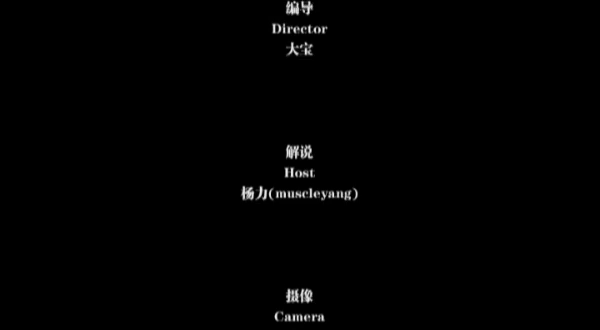 编导
Director
大宝
解说
Host
杨力(muscleyang)
摄像
Camera